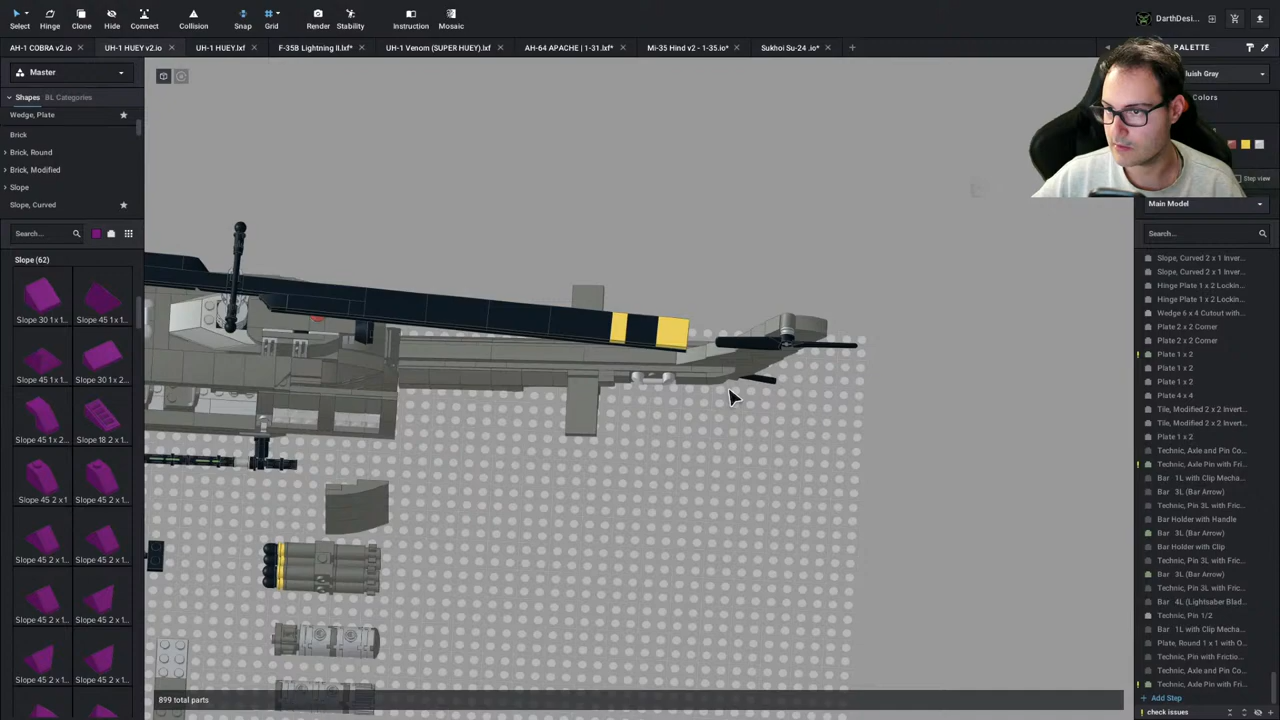 Select
Hinge
Clone
Hide
Connect
Collision
Snap
Grid
Render
Stability
Instruction
Mosaic
DarthDesi...
AH-1 COBRA v2.io
UH-1 HUEY v2.io
UH-1 HUEY.lxf
F-35B Lightning II.lxf*
UH-1 Venom (SUPER HUEY).lxf
AH-64 APACHE | 1-31.lxf*
Mi-35 Hind v2 - 1-35.io*
Sukhoi Su-24 .io*
PALETTE
Master
luish Gray
Shapes
BL Categories
Colors
Wedge, Plate
Brick
Brick, Round
Brick, Modified
Step view
Slope
Slope, Curved
Main Model
Search...
Search...
Slope (62)
Slope 30 1 x 1...
Slope 45 1 x...
Slope 45 1 x...
Slope 30 1 x 2...
Slope 45 1 x 2...
Slope 18 2 x 1...
Slope 45 2 x 1
Slope 45 2 x 1...
Slope 45 2 x 1...
Slope 45 2 x 1...
Slope 45 2 x 1...
Slope 45 2 x 1...
Slope, Curved 2 x 1 Inver...
Slope, Curved 2 x 1 Inver...
Hinge Plate 1 x 2 Lockin...
Hinge Plate 1 x 2 Lockin...
Wedge 6 x 4 Cutout with...
Plate 2 x 2 Corner
Plate 2 x 2 Corner
Plate 1 x 2
Plate 1 x 2
Plate 1 x 2
Plate 4 x 4
Tile, Modified 2 x 2 Invert...
Tile, Modified 2 x 2 Invert...
Plate 1 x 2
Technic, Axle and Pin Co...
Technic, Axle Pin with Fri...
Bar 1L with Clip Mecha...
Bar 3L (Bar Arrow)
Technic, Pin 3L with Fric...
Bar Holder with Handle
Bar 3L (Bar Arrow)
Bar Holder with Clip
Technic, Pin 3L with Fric...
Bar 3L (Bar Arrow)
Technic, Pin 3L with Fric...
Bar 4L (Lightsaber Blad...
Technic, Pin 1/2
Bar 1L with Clip Mecha...
Plate, Round 1 x 1 with O...
Technic, Pin with Frictio...
Technic, Axle and Pin Co...
Technic, Axle Pin with Fri...
Add Step
check issues
899 total parts